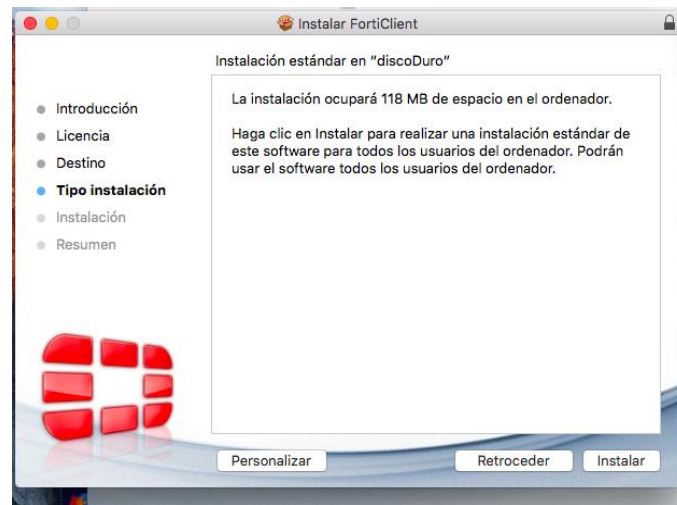 Instalar FortiClient
Instalación estándar en "discoDuro"
Introducción
Licencia
Destino
Tipo instalación
Instalación
Resumen
La instalación ocupará 118 MB de espacio en el ordenador.
Haga clic en Instalar para realizar una instalación estándar de
este software para todos los usuarios del ordenador. Podrán
usar el software todos los usuarios del ordenador.
Personalizar
Retroceder
Instalar